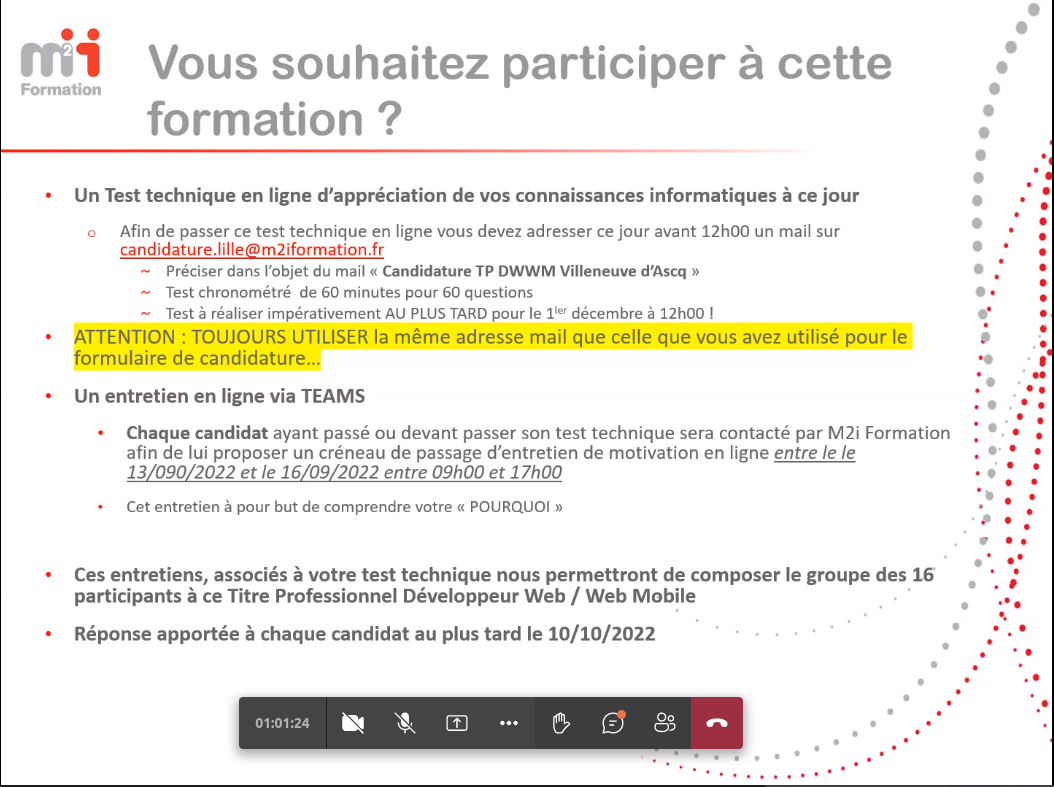 m2i
Formation
Vous souhaitez participer à cette
formation ?
• Un Test technique en ligne d'appréciation de vos connaissances informatiques à ce jour
o Afin de passer ce test technique en ligne vous devez adresser ce jour avant 12h00 un mail sur
candidature.lille@m2iformation.fr
~ Préciser dans l'objet du mail « Candidature TP DWWM Villeneuve d'Ascq »
~ Test chronométré de 60 minutes pour 60 questions
~ Test à réaliser impérativement AU PLUS TARD pour le 1ier décembre à 12h00 !
• ATTENTION : TOUJOURS UTILISER la même adresse mail que celle que vous avez utilisé pour le
formulaire de candidature...
• Un entretien en ligne via TEAMS
• Chaque candidat ayant passé ou devant passer son test technique sera contacté par M2i Formation
afin de lui proposer un créneau de passage d'entretien de motivation en ligne entre le le
13/090/2022 et le 16/09/2022 entre 09h00 et 17h00
• Cet entretien à pour but de comprendre votre « POURQUOI »
• Ces entretiens, associés à votre test technique nous permettront de composer le groupe des 16
participants à ce Titre Professionnel Développeur Web / Web Mobile
• Réponse apportée à chaque candidat au plus tard le 10/10/2022
01:01:24